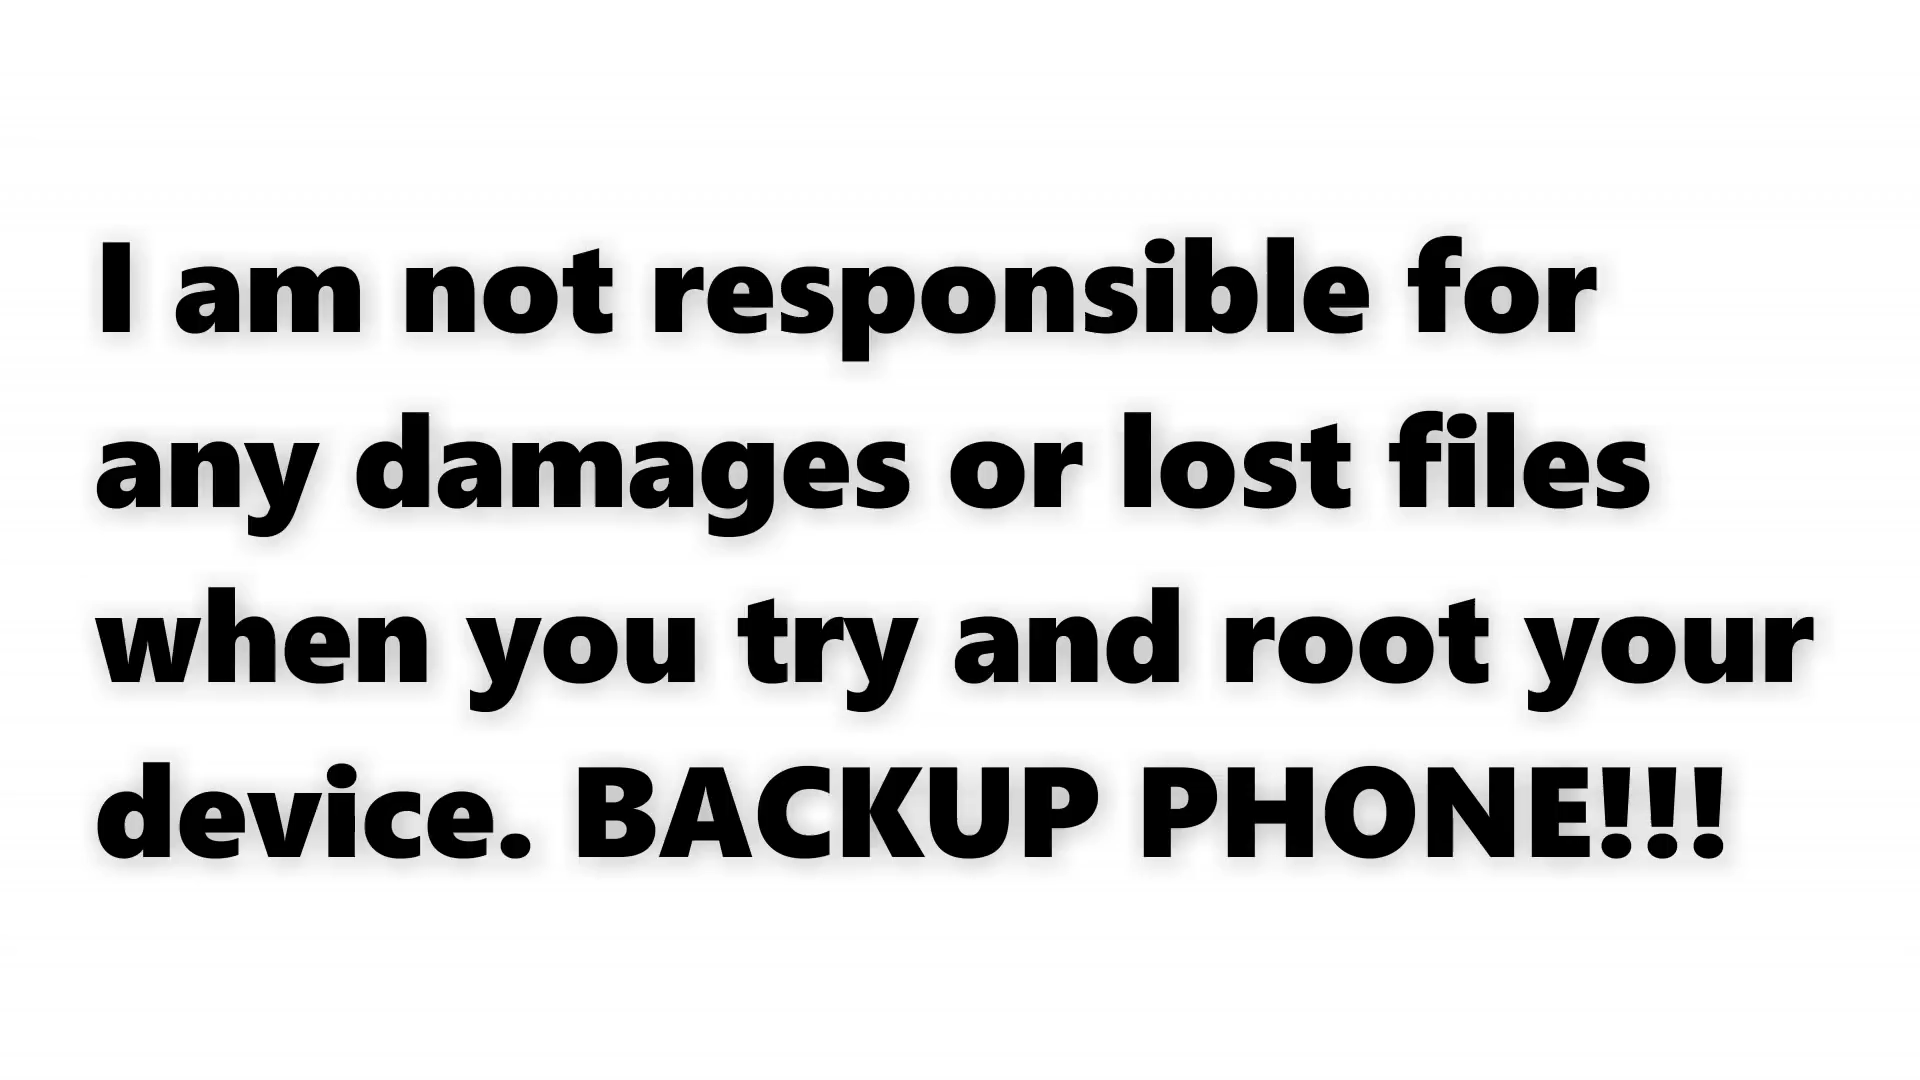 I am not responsible for
any damages or lost files
when you try and root your
device. BACKUP PHONE!!!